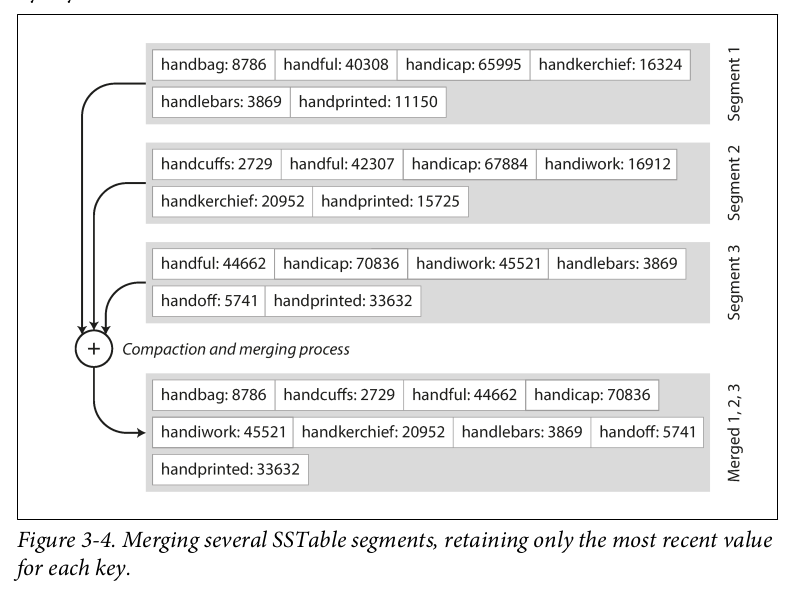 handbag: 8786 handful: 40308 handicap: 65995 handkerchief: 16324
handlebars: 3869 handprinted: 11150
Segment 1
handcuffs: 2729 handful: 42307 handicap: 67884 handiwork: 16912
handkerchief: 20952 handprinted: 15725
Segment 2
handful: 44662 handicap: 70836 handiwork: 45521 handlebars: 3869
handoff: 5741 handprinted: 33632
Segment 3
+ Compaction and merging process
handbag: 8786 handcuffs: 2729 handful: 44662 handicap: 70836
handiwork: 45521 handkerchief: 20952 handlebars: 3869 handoff: 5741
handprinted: 33632
Merged 1, 2, 3
Figure 3-4. Merging several SSTable segments, retaining only the most recent value
for each key.